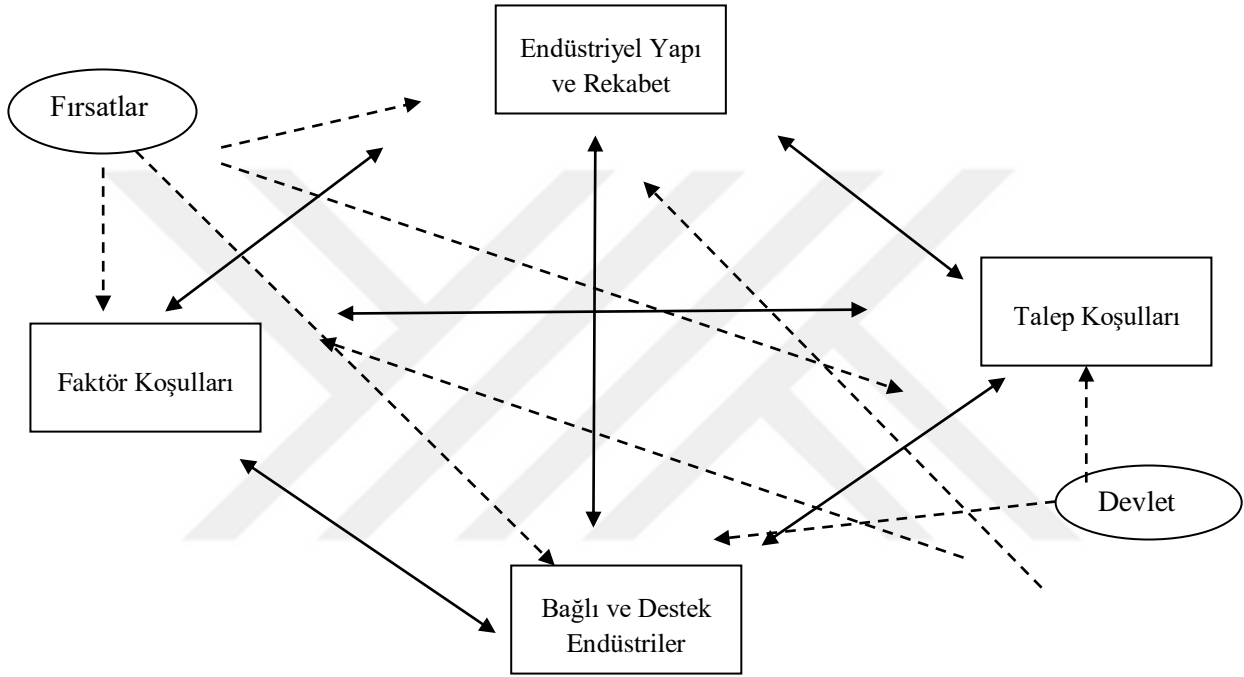 Endüstriyel Yapı
ve Rekabet
Fırsatlar
Talep Koşulları
Faktör Koşulları
Devlet
Bağlı ve Destek
Endüstriler